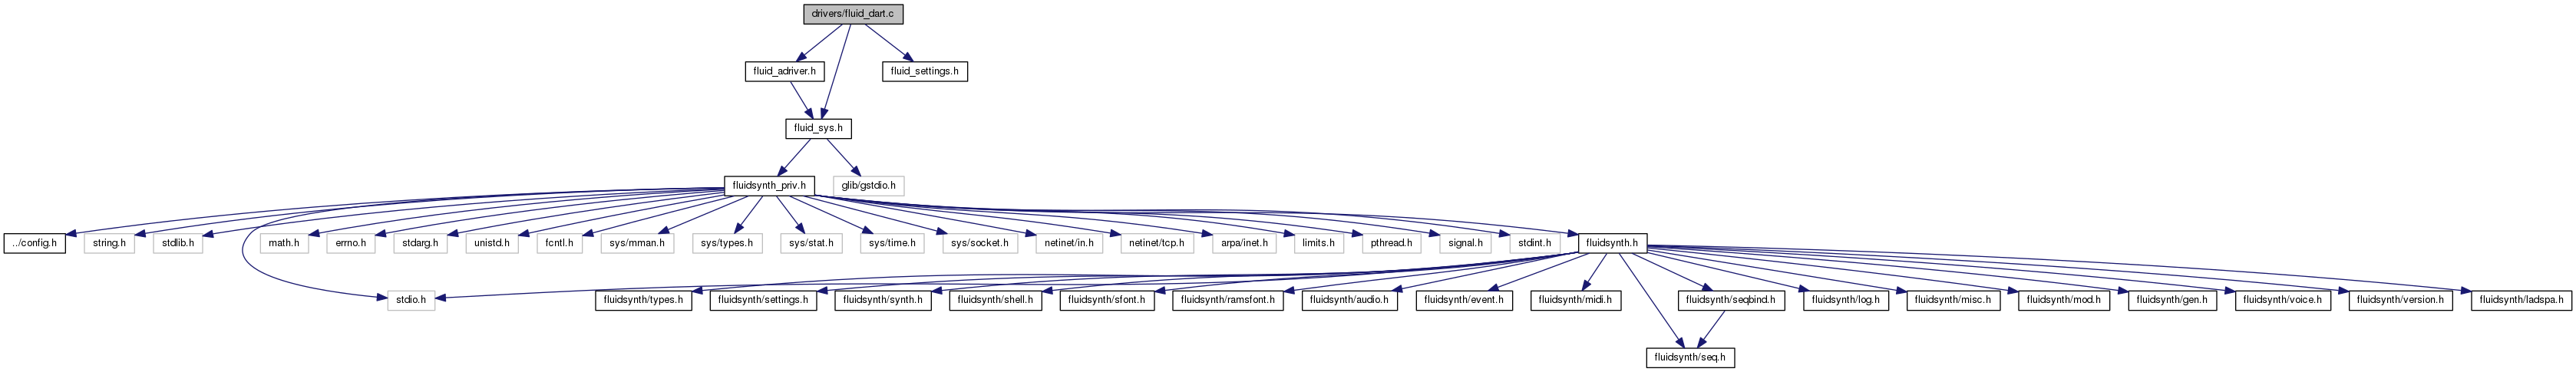 drivers/fluid_dart.c
fluid_adriver.h
fluid_settings.h
fluid_sys.h
fluidsynth_priv.h
glib/gstdio.h
../config.h
string.h
stdlib.h
math.h
errno.h
stdarg.h
unistd.h
fcntl.h
sys/mman.h
sys/types.h
sys/stat.h
sys/time.h
sys/socket.h
netinet/in.h
netinet/tcp.h
arpa/inet.h
limits.h
pthread.h
signal.h
stdint.h
fluidsynth.h
stdio.h
fluidsynth/types.h
fluidsynth/settings.h
fluidsynth/synth.h
fluidsynth/shell.h
fluidsynth/sfont.h
fluidsynth/ramsfont.h
fluidsynth/audio.h
fluidsynth/event.h
fluidsynth/midi.h
fluidsynth/seqbind.h
fluidsynth/log.h
fluidsynth/misc.h
fluidsynth/mod.h
fluidsynth/gen.h
fluidsynth/voice.h
fluidsynth/version.h
fluidsynth/ladspa.h
fluidsynth/seq.h